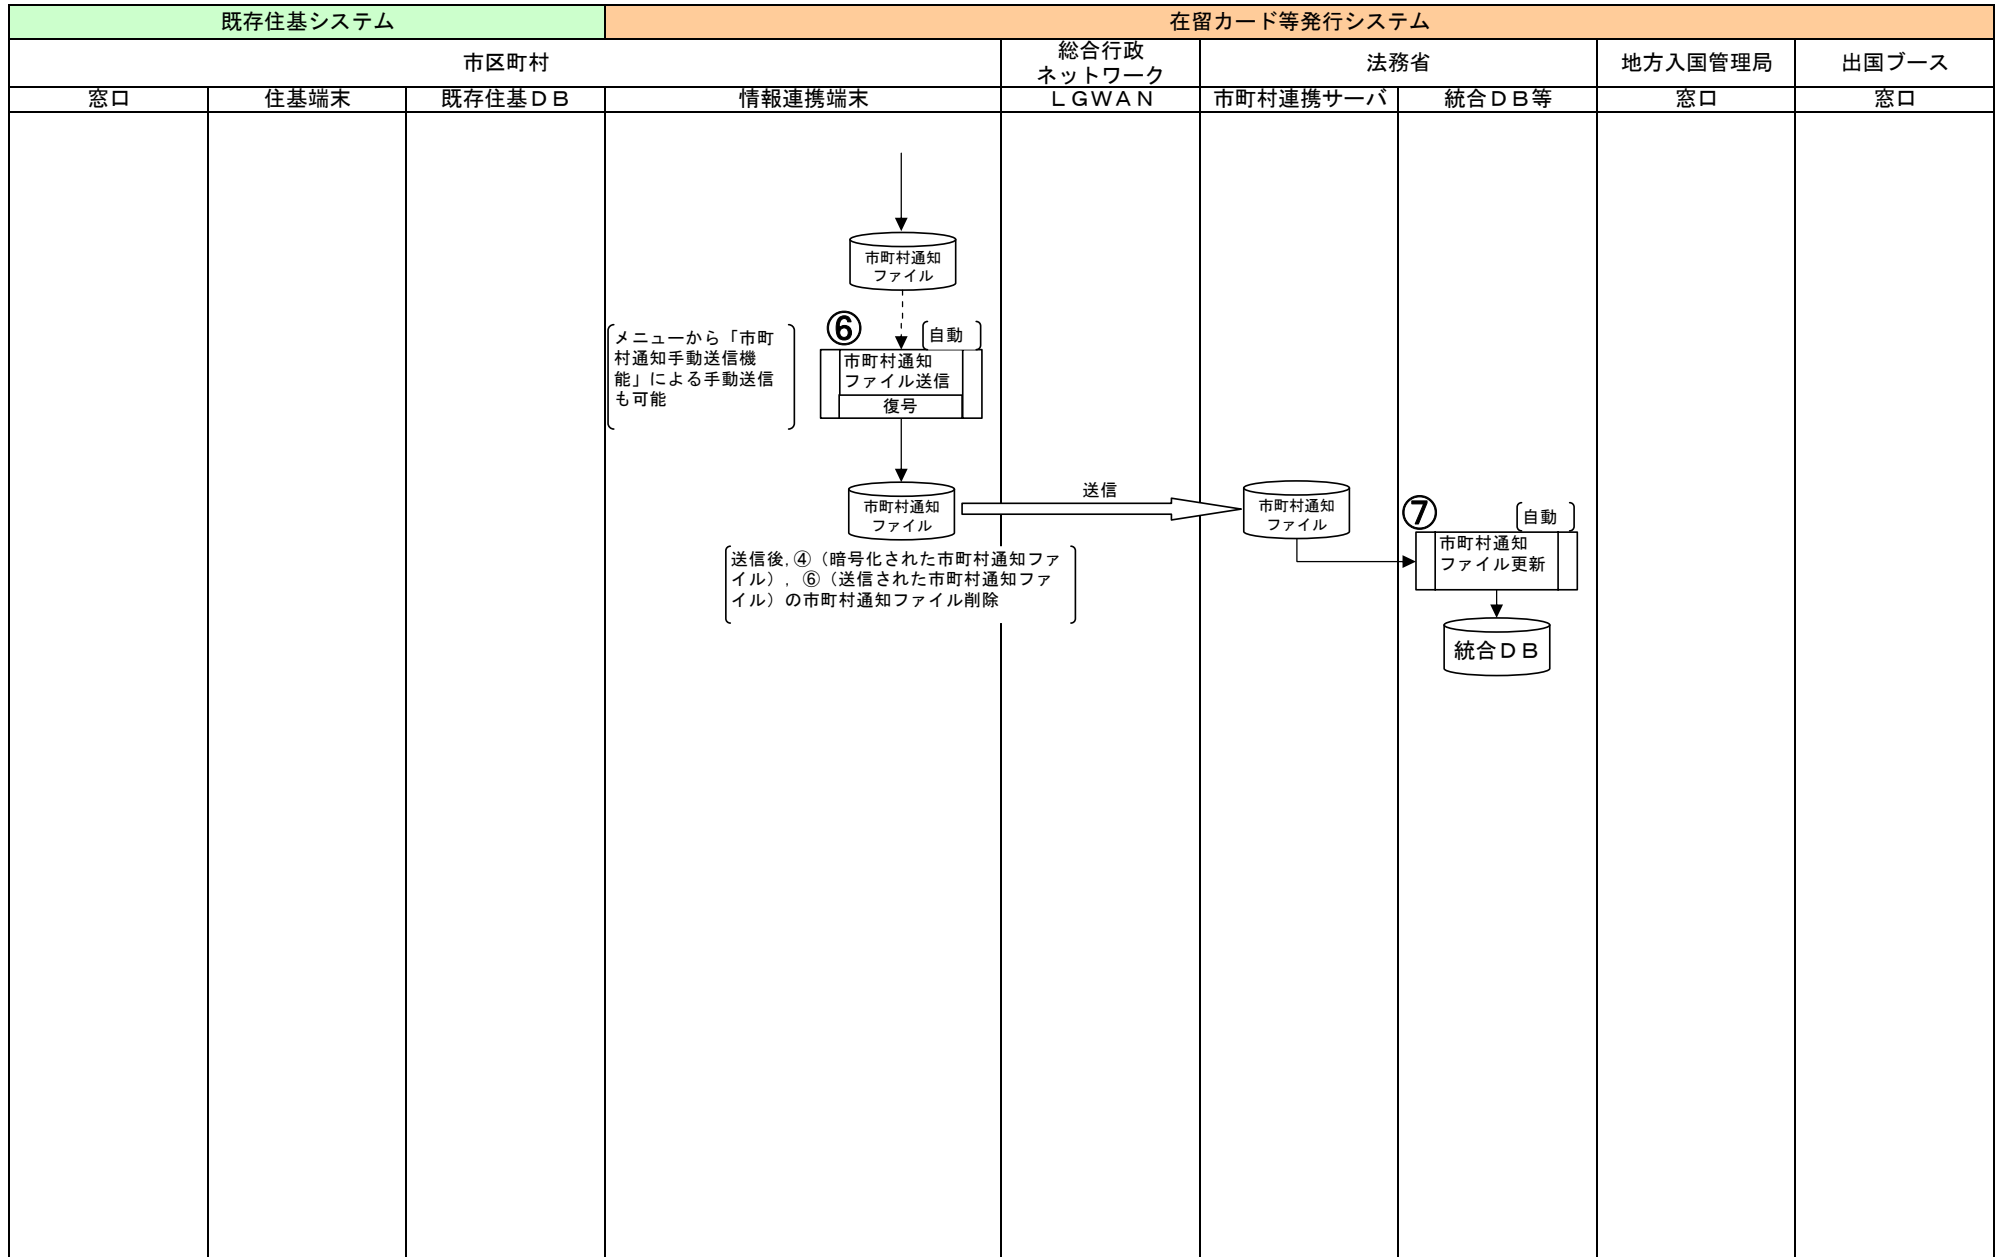 既存住基システム
在留カード等発行システム
市区町村
総合行政
ネットワーク
法務省
地方入国管理局
出国ブース
窓口
住基端末
既存住基ＤＢ
情報連携端末
ＬＧＷＡＮ
市町村連携サーバ
統合ＤＢ等
窓口
窓口
市町村通知
ファイル
⑥
自動
メニューから「市町
村通知手動送信機
能」による手動送信
も可能
市町村通知
ファイル送信
復号
市町村通知
ファイル
送信
市町村通知
ファイル
⑦
自動
市町村通知
ファイル更新
送信後，④（暗号化された市町村通知ファ
イル），⑥（送信された市町村通知ファ
イル）の市町村通知ファイル削除
統合ＤＢ